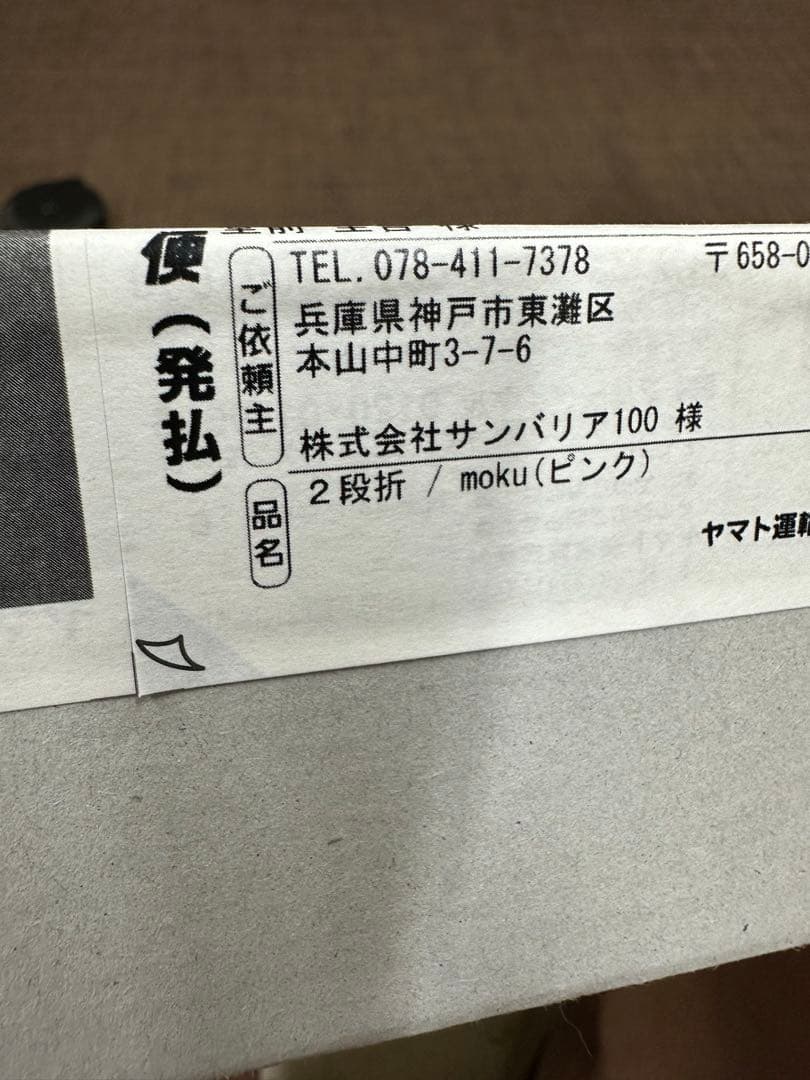 便(発払)
ご依頼主
TEL. 078-411-7378
〒658-0
兵庫県神戸市東灘区
本山中町3-7-6
株式会社サンバリア100 様
品名
2段折 / moku(ピンク)
ヤマト運輸